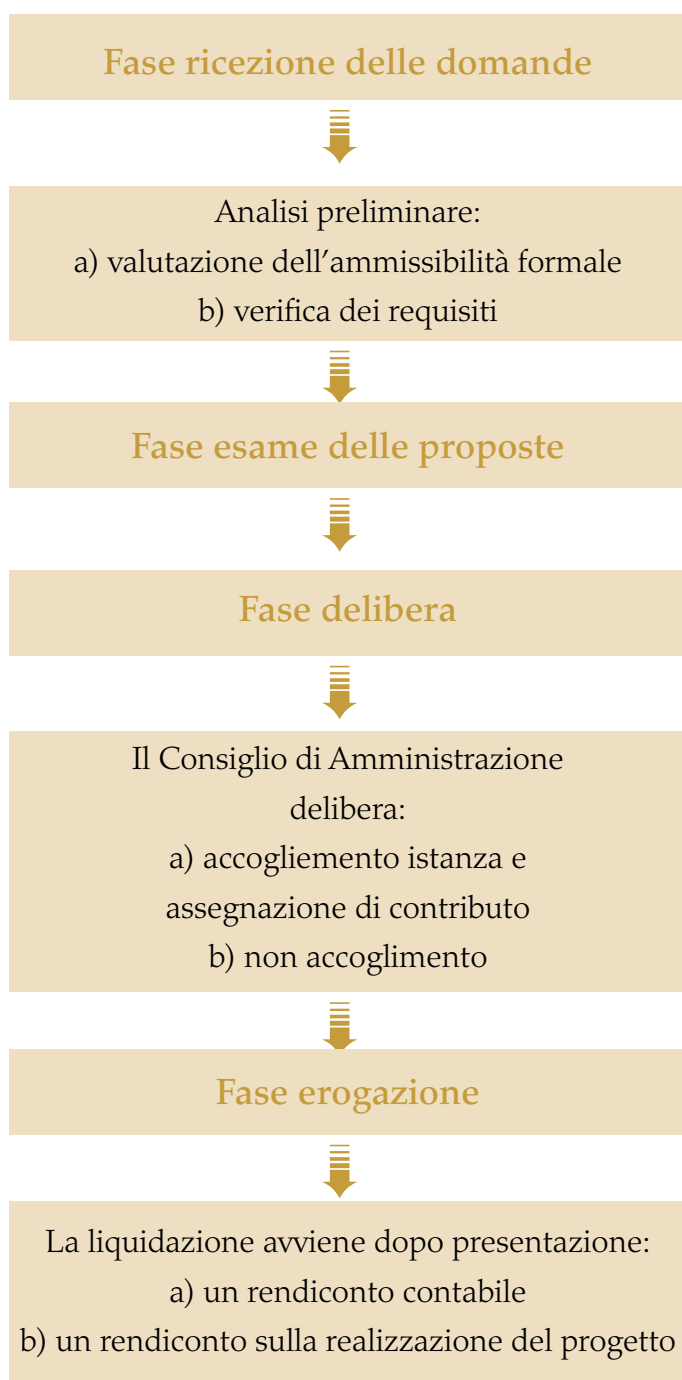 Fase ricezione delle domande
Analisi preliminare:
a) valutazione dell’ammissibilità formale
b) verifica dei requisiti
Fase esame delle proposte
Fase delibera
Il Consiglio di Amministrazione
delibera:
a) accogliemento istanza e
assegnazione di contributo
b) non accoglimento
Fase erogazione
La liquidazione avviene dopo presentazione:
a) un rendiconto contabile
b) un rendiconto sulla realizzazione del progetto